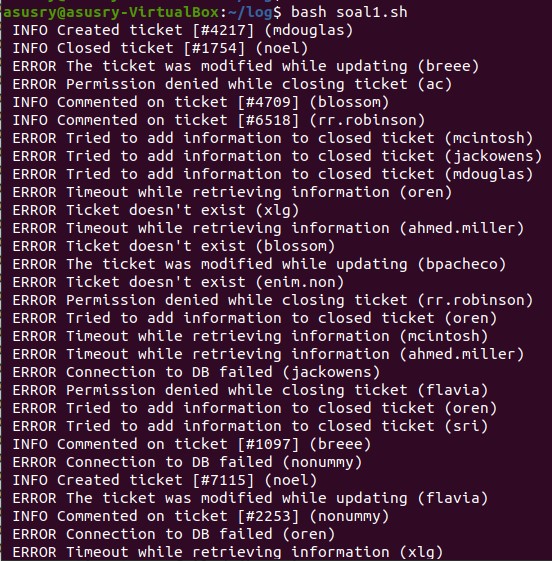 asusry@asusry-VirtualBox:~/log$ bash soal1.sh
INFO Created ticket [#4217] (mdouglas)
INFO Closed ticket [#1754] (noel)
ERROR The ticket was modified while updating (breee)
ERROR Permission denied while closing ticket (ac)
INFO Commented on ticket [#4709] (blossom)
INFO Commented on ticket [#6518] (rr.robinson)
ERROR Tried to add information to closed ticket (mcintosh)
ERROR Tried to add information to closed ticket (jackowens)
ERROR Tried to add information to closed ticket (mdouglas)
ERROR Timeout while retrieving information (oren)
ERROR Ticket doesn't exist (xlg)
ERROR Timeout while retrieving information (ahmed.miller)
ERROR Ticket doesn't exist (blossom)
ERROR The ticket was modified while updating (bpacheco)
ERROR Ticket doesn't exist (enim.non)
ERROR Permission denied while closing ticket (rr.robinson)
ERROR Tried to add information to closed ticket (oren)
ERROR Timeout while retrieving information (mcintosh)
ERROR Timeout while retrieving information (ahmed.miller)
ERROR Connection to DB failed (jackowens)
ERROR Permission denied while closing ticket (flavia)
ERROR Tried to add information to closed ticket (oren)
ERROR Tried to add information to closed ticket (sri)
INFO Commented on ticket [#1097] (breee)
ERROR Connection to DB failed (nonummy)
INFO Created ticket [#7115] (noel)
ERROR The ticket was modified while updating (flavia)
INFO Commented on ticket [#2253] (nonummy)
ERROR Connection to DB failed (oren)
ERROR Timeout while retrieving information (xlg)